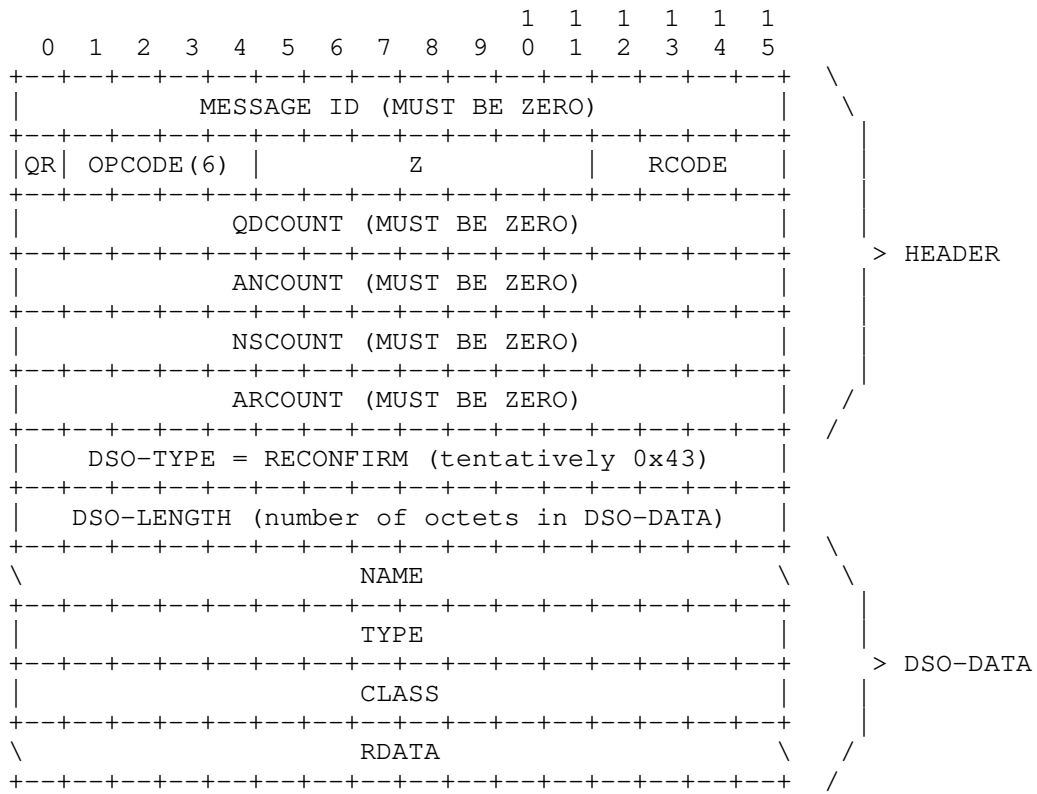 1  1  1  1  1  1
   0  1  2  3  4  5  6  7  8  9  0  1  2  3  4  5
 +--+--+--+--+--+--+--+--+--+--+--+--+--+--+--+--+  \
 |           MESSAGE ID (MUST BE ZERO)           |   \
 +--+--+--+--+--+--+--+--+--+--+--+--+--+--+--+--+    |
 |QR| OPCODE(6) |         Z          |   RCODE   |    |
 +--+--+--+--+--+--+--+--+--+--+--+--+--+--+--+--+    |
 |             QDCOUNT (MUST BE ZERO)            |    |
 +--+--+--+--+--+--+--+--+--+--+--+--+--+--+--+--+     > HEADER
 |             ANCOUNT (MUST BE ZERO)            |    |
 +--+--+--+--+--+--+--+--+--+--+--+--+--+--+--+--+    |
 |             NSCOUNT (MUST BE ZERO)            |    |
 +--+--+--+--+--+--+--+--+--+--+--+--+--+--+--+--+    |
 |             ARCOUNT (MUST BE ZERO)            |   /
 +--+--+--+--+--+--+--+--+--+--+--+--+--+--+--+--+  /
 |    DSO-TYPE = RECONFIRM (tentatively 0x43)    |
 +--+--+--+--+--+--+--+--+--+--+--+--+--+--+--+--+
 |   DSO-LENGTH (number of octets in DSO-DATA)   |
 +--+--+--+--+--+--+--+--+--+--+--+--+--+--+--+--+  \
 \                     NAME                      \   \
 +--+--+--+--+--+--+--+--+--+--+--+--+--+--+--+--+    |
 |                     TYPE                      |    |
 +--+--+--+--+--+--+--+--+--+--+--+--+--+--+--+--+     > DSO-DATA
 |                     CLASS                     |    |
 +--+--+--+--+--+--+--+--+--+--+--+--+--+--+--+--+    |
 \                     RDATA                     \   /
 +--+--+--+--+--+--+--+--+--+--+--+--+--+--+--+--+  /